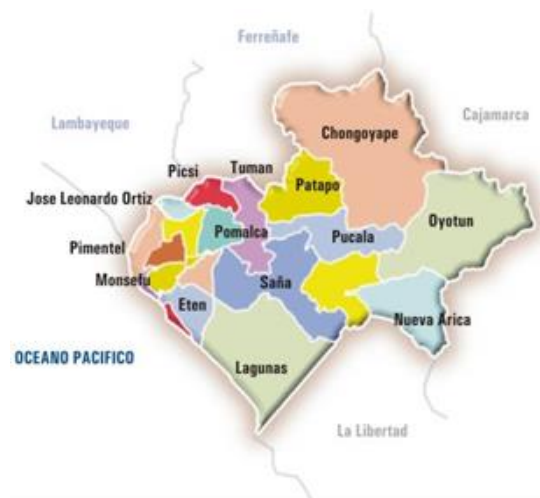 Ferreñafe
Cajamarca
Lambayeque
Chongoyape
Picsi
Tuman
Patapo
Jose Leonardo Ortiz
Oyotun
Pomalca
Pucala
Pimentel
Monsefu
Saña
Eten
Nueva Arica
OCEANO PACIFICO
Lagunas
La Libertad